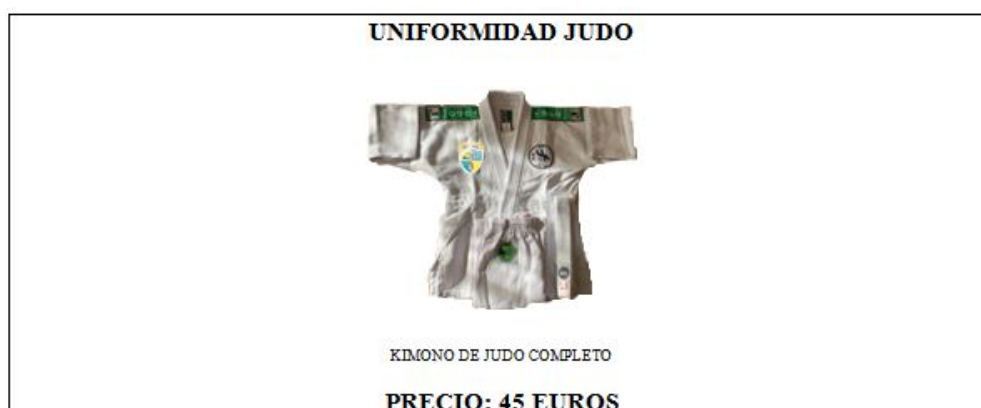 UNIFORMIDAD JUDO
KIMONO DE JUDO COMPLETO
PRECIO: 45 EUROS